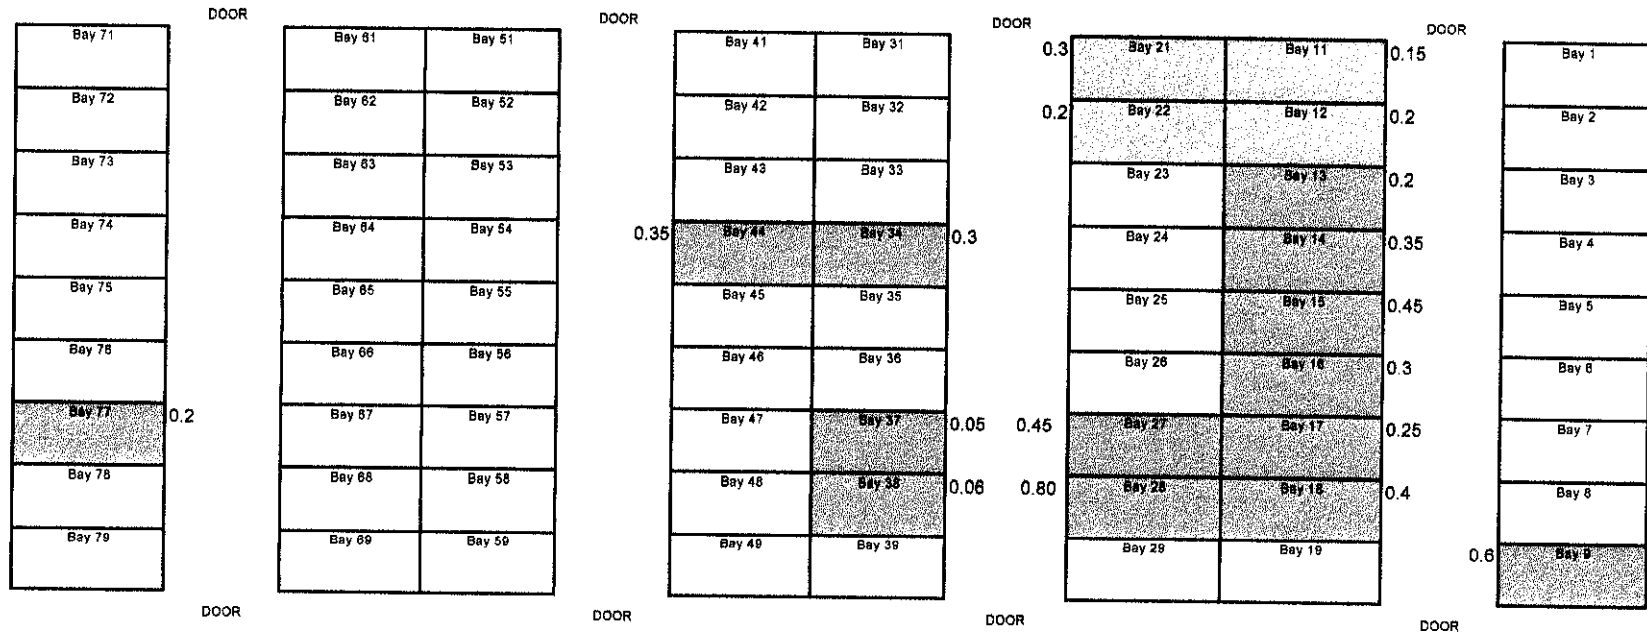 DOOR DOOR DOOR DOOR
Bay 71 Bay 61 Bay 51 Bay 41 Bay 31 0.3 Bay 21 Bay 11 0.15 Bay 1
Bay 72 Bay 62 Bay 52 Bay 42 Bay 32 0.2 Bay 22 Bay 12 0.2 Bay 2
Bay 73 Bay 63 Bay 53 Bay 43 Bay 33 Bay 23 Bay 13 0.2 Bay 3
Bay 74 Bay 64 Bay 54 0.35 Bay 44 Bay 34 0.3 Bay 24 Bay 14 0.35 Bay 4
Bay 75 Bay 65 Bay 55 Bay 45 Bay 35 Bay 25 Bay 15 0.45 Bay 5
Bay 76 Bay 66 Bay 56 Bay 46 Bay 36 Bay 26 Bay 16 0.3 Bay 6
Bay 77 0.2 Bay 67 Bay 57 Bay 47 Bay 37 0.05 0.45 Bay 27 Bay 17 0.25 Bay 7
Bay 78 Bay 68 Bay 58 Bay 48 Bay 38 0.06 0.80 Bay 28 Bay 18 0.4 Bay 8
Bay 79 Bay 69 Bay 59 Bay 49 Bay 39 Bay 29 Bay 19 0.6 Bay 9
DOOR DOOR DOOR DOOR